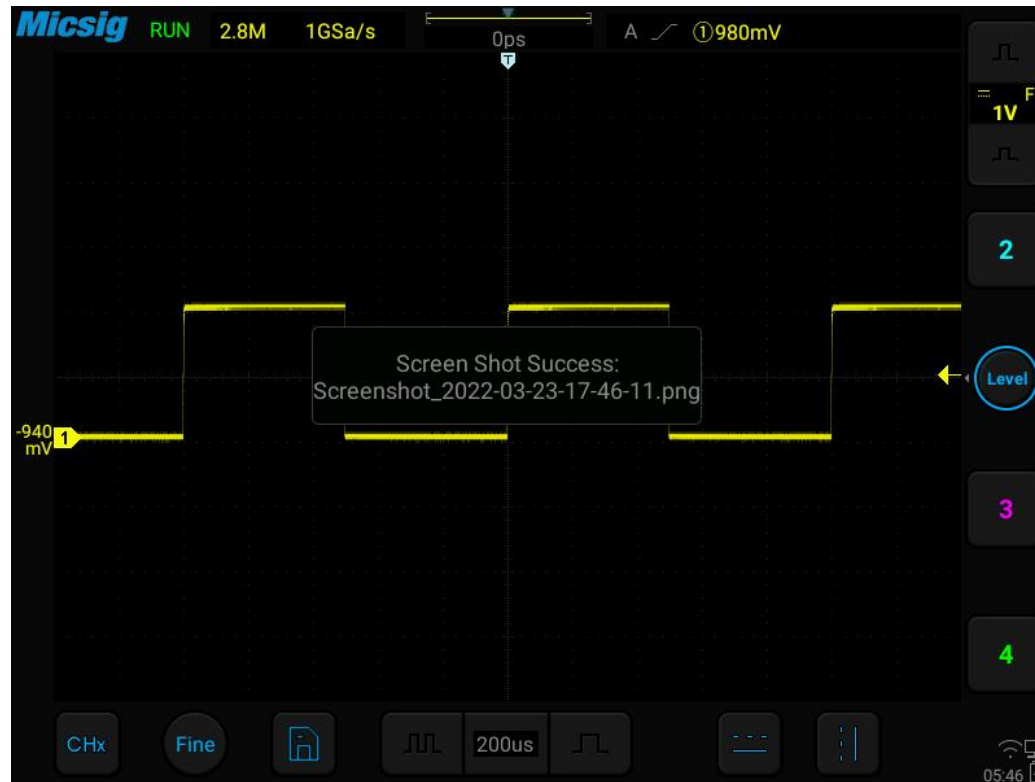 Micsig RUN 2.8M 1GSa/s 0ps A ①980mV
T
F
1V
2
Screen Shot Success:
Screenshot_2022-03-23-17-46-11.png
Level
-940
mV
1
3
4
CHx Fine 200us
05:46